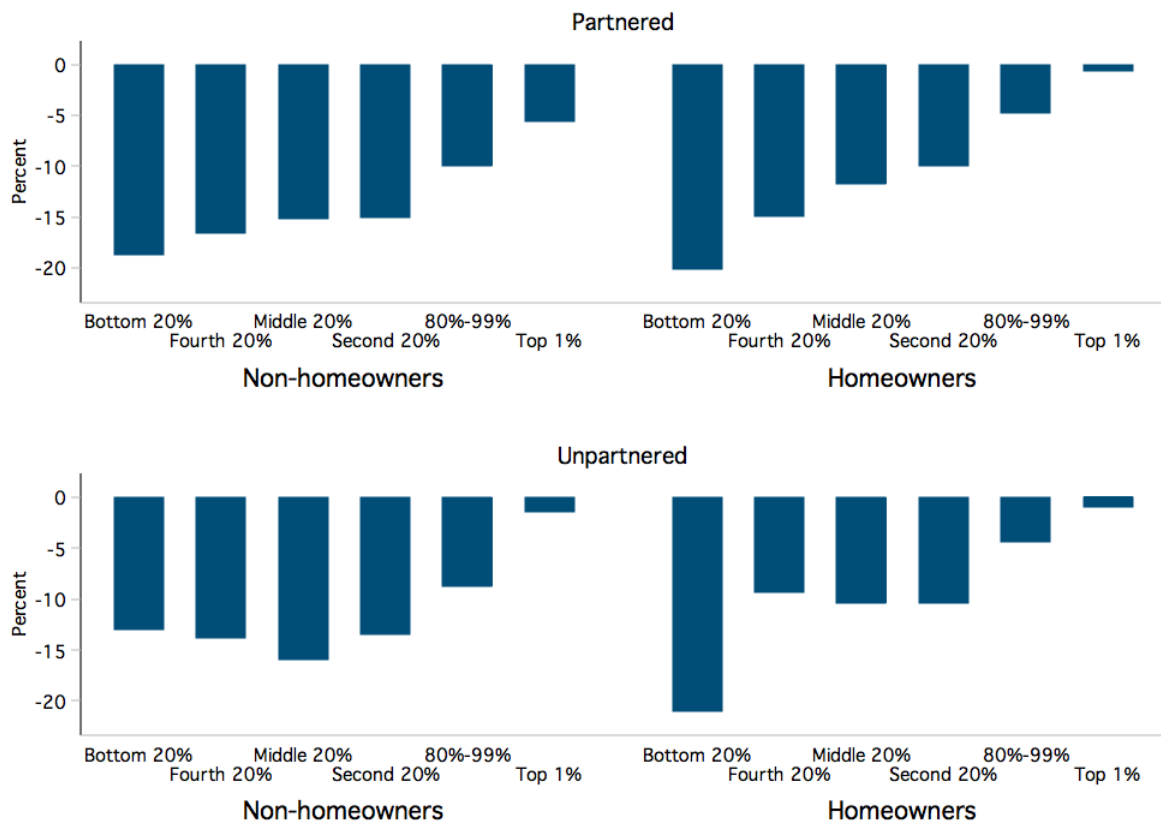 Partnered
Percent
0
-5
-10
-15
-20
Bottom 20% Middle 20% 80%-99% Bottom 20% Middle 20% 80%-99%
Fourth 20% Second 20% Top 1% Fourth 20% Second 20% Top 1%
Non-homeowners Homeowners
Unpartnered
Percent
0
-5
-10
-15
-20
Bottom 20% Middle 20% 80%-99% Bottom 20% Middle 20% 80%-99%
Fourth 20% Second 20% Top 1% Fourth 20% Second 20% Top 1%
Non-homeowners Homeowners